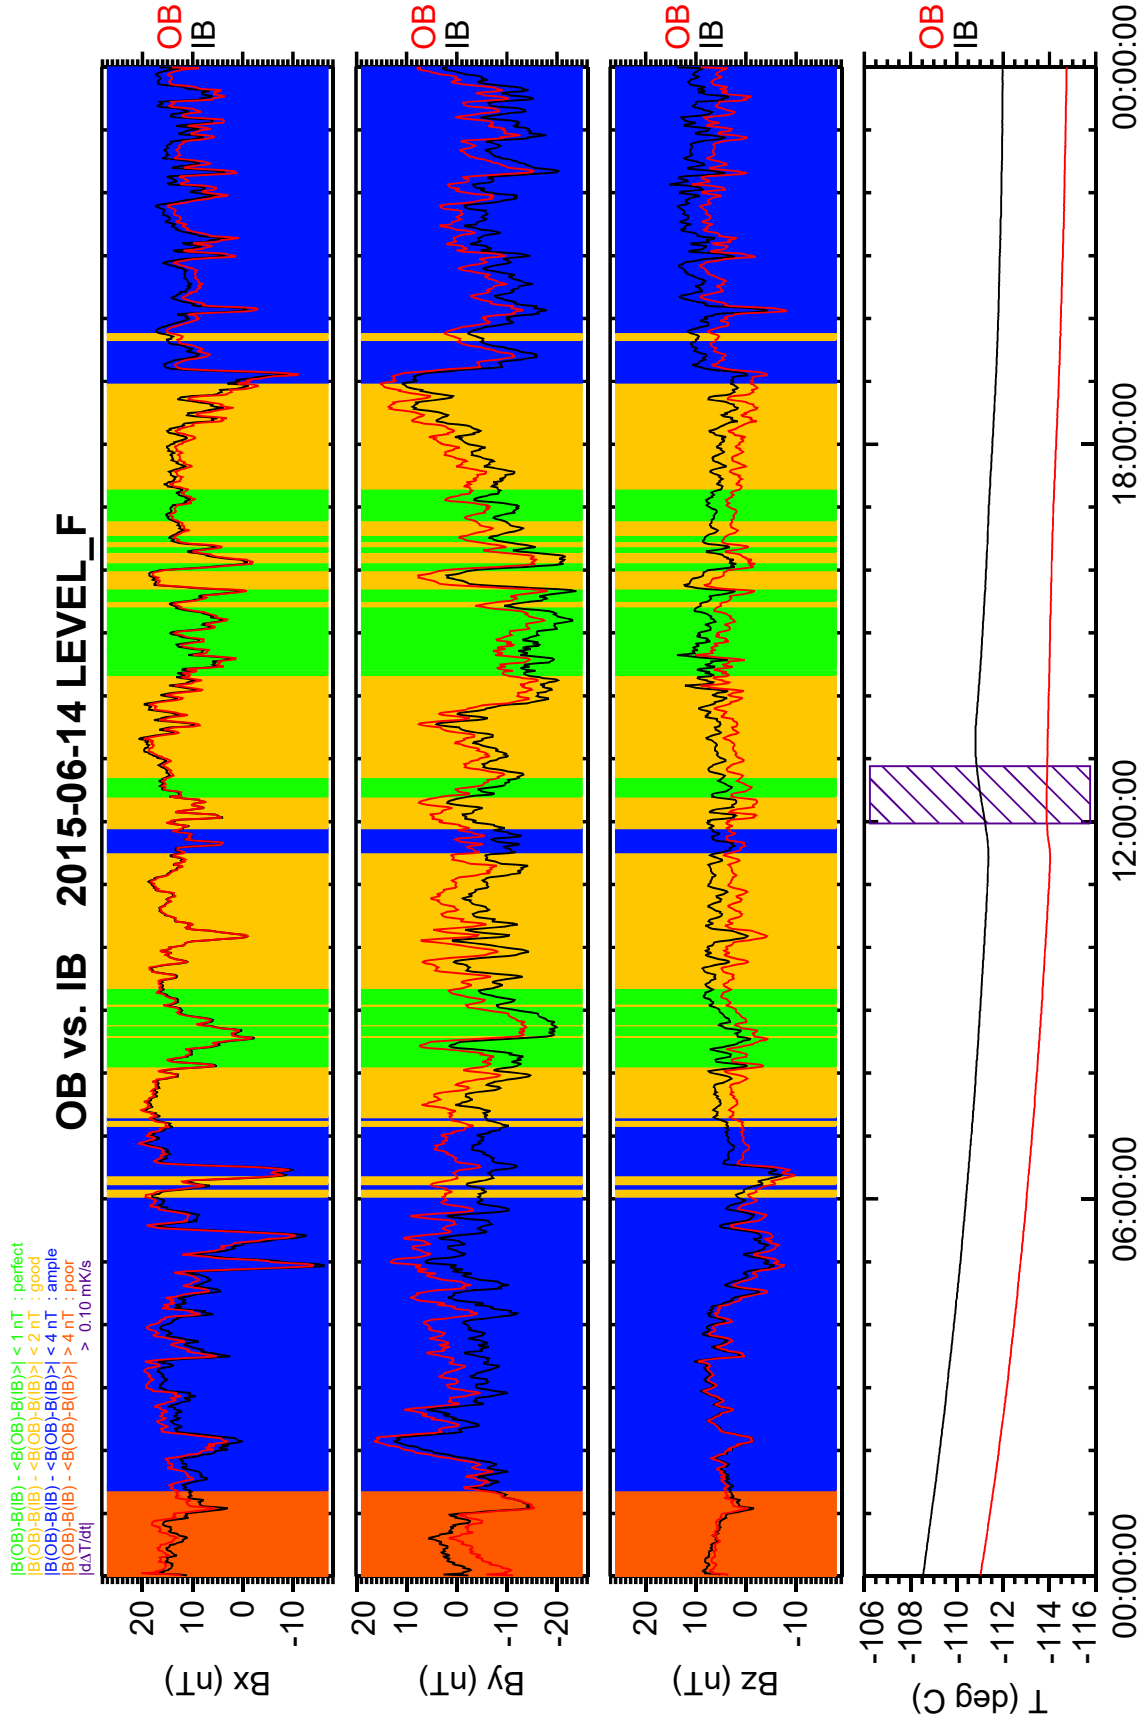 OB vs. IB 2015-06-14 LEVEL_F
|B(OB)-B(IB) - <B(OB)-B(IB)>| < 1 nT : perfect
|B(OB)-B(IB) - <B(OB)-B(IB)>| < 2 nT : good
|B(OB)-B(IB) - <B(OB)-B(IB)>| < 4 nT : ample
|B(OB)-B(IB) - <B(OB)-B(IB)>| > 4 nT : poor
|dΔT/dt| > 0.10 mK/s
Bx (nT)
20
10
0
-10
OB
IB
By (nT)
10
0
-10
-20
OB
IB
Bz (nT)
20
10
0
-10
OB
IB
T (deg C)
-106
-108
-110
-112
-114
-116
OB
IB
00:00:00
06:00:00
12:00:00
18:00:00
00:00:00